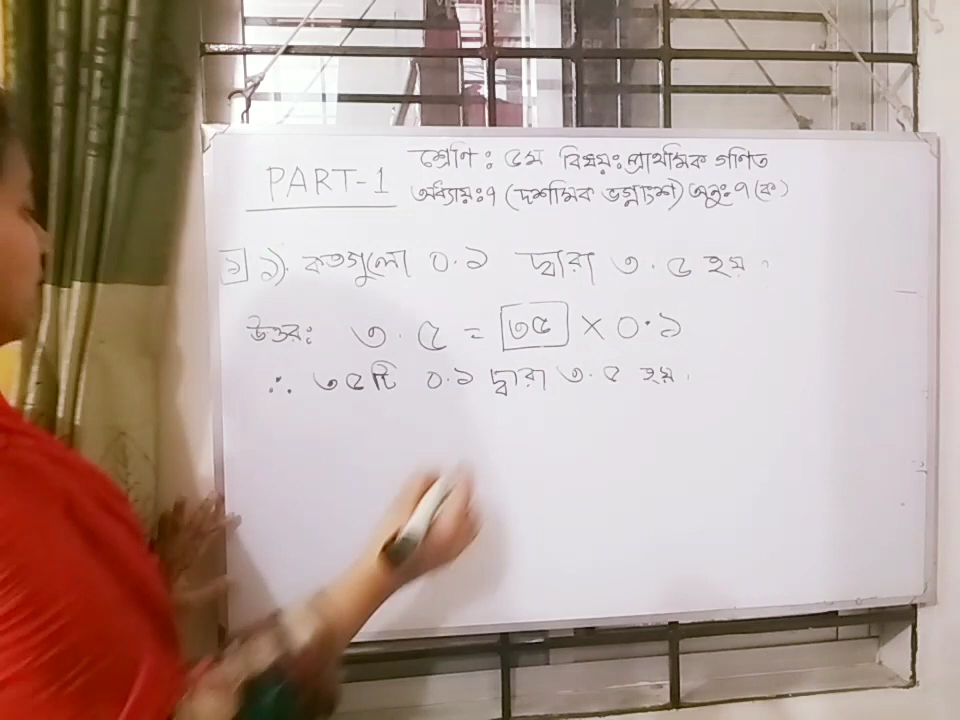 PART-1
শ্রেণি: ৫ম বিষয়: প্রাথমিক গণিত
অধ্যায়: ৭ (দশমিক ভগ্নাংশ) অনু: ৭(ক)
১ ১). কতগুলো ০.১ দ্বারা ৩.৫ হয়।
উত্তর: ৩.৫ = ৩৫ × ০.১
∴ ৩৫টি ০.১ দ্বারা ৩.৫ হয়।